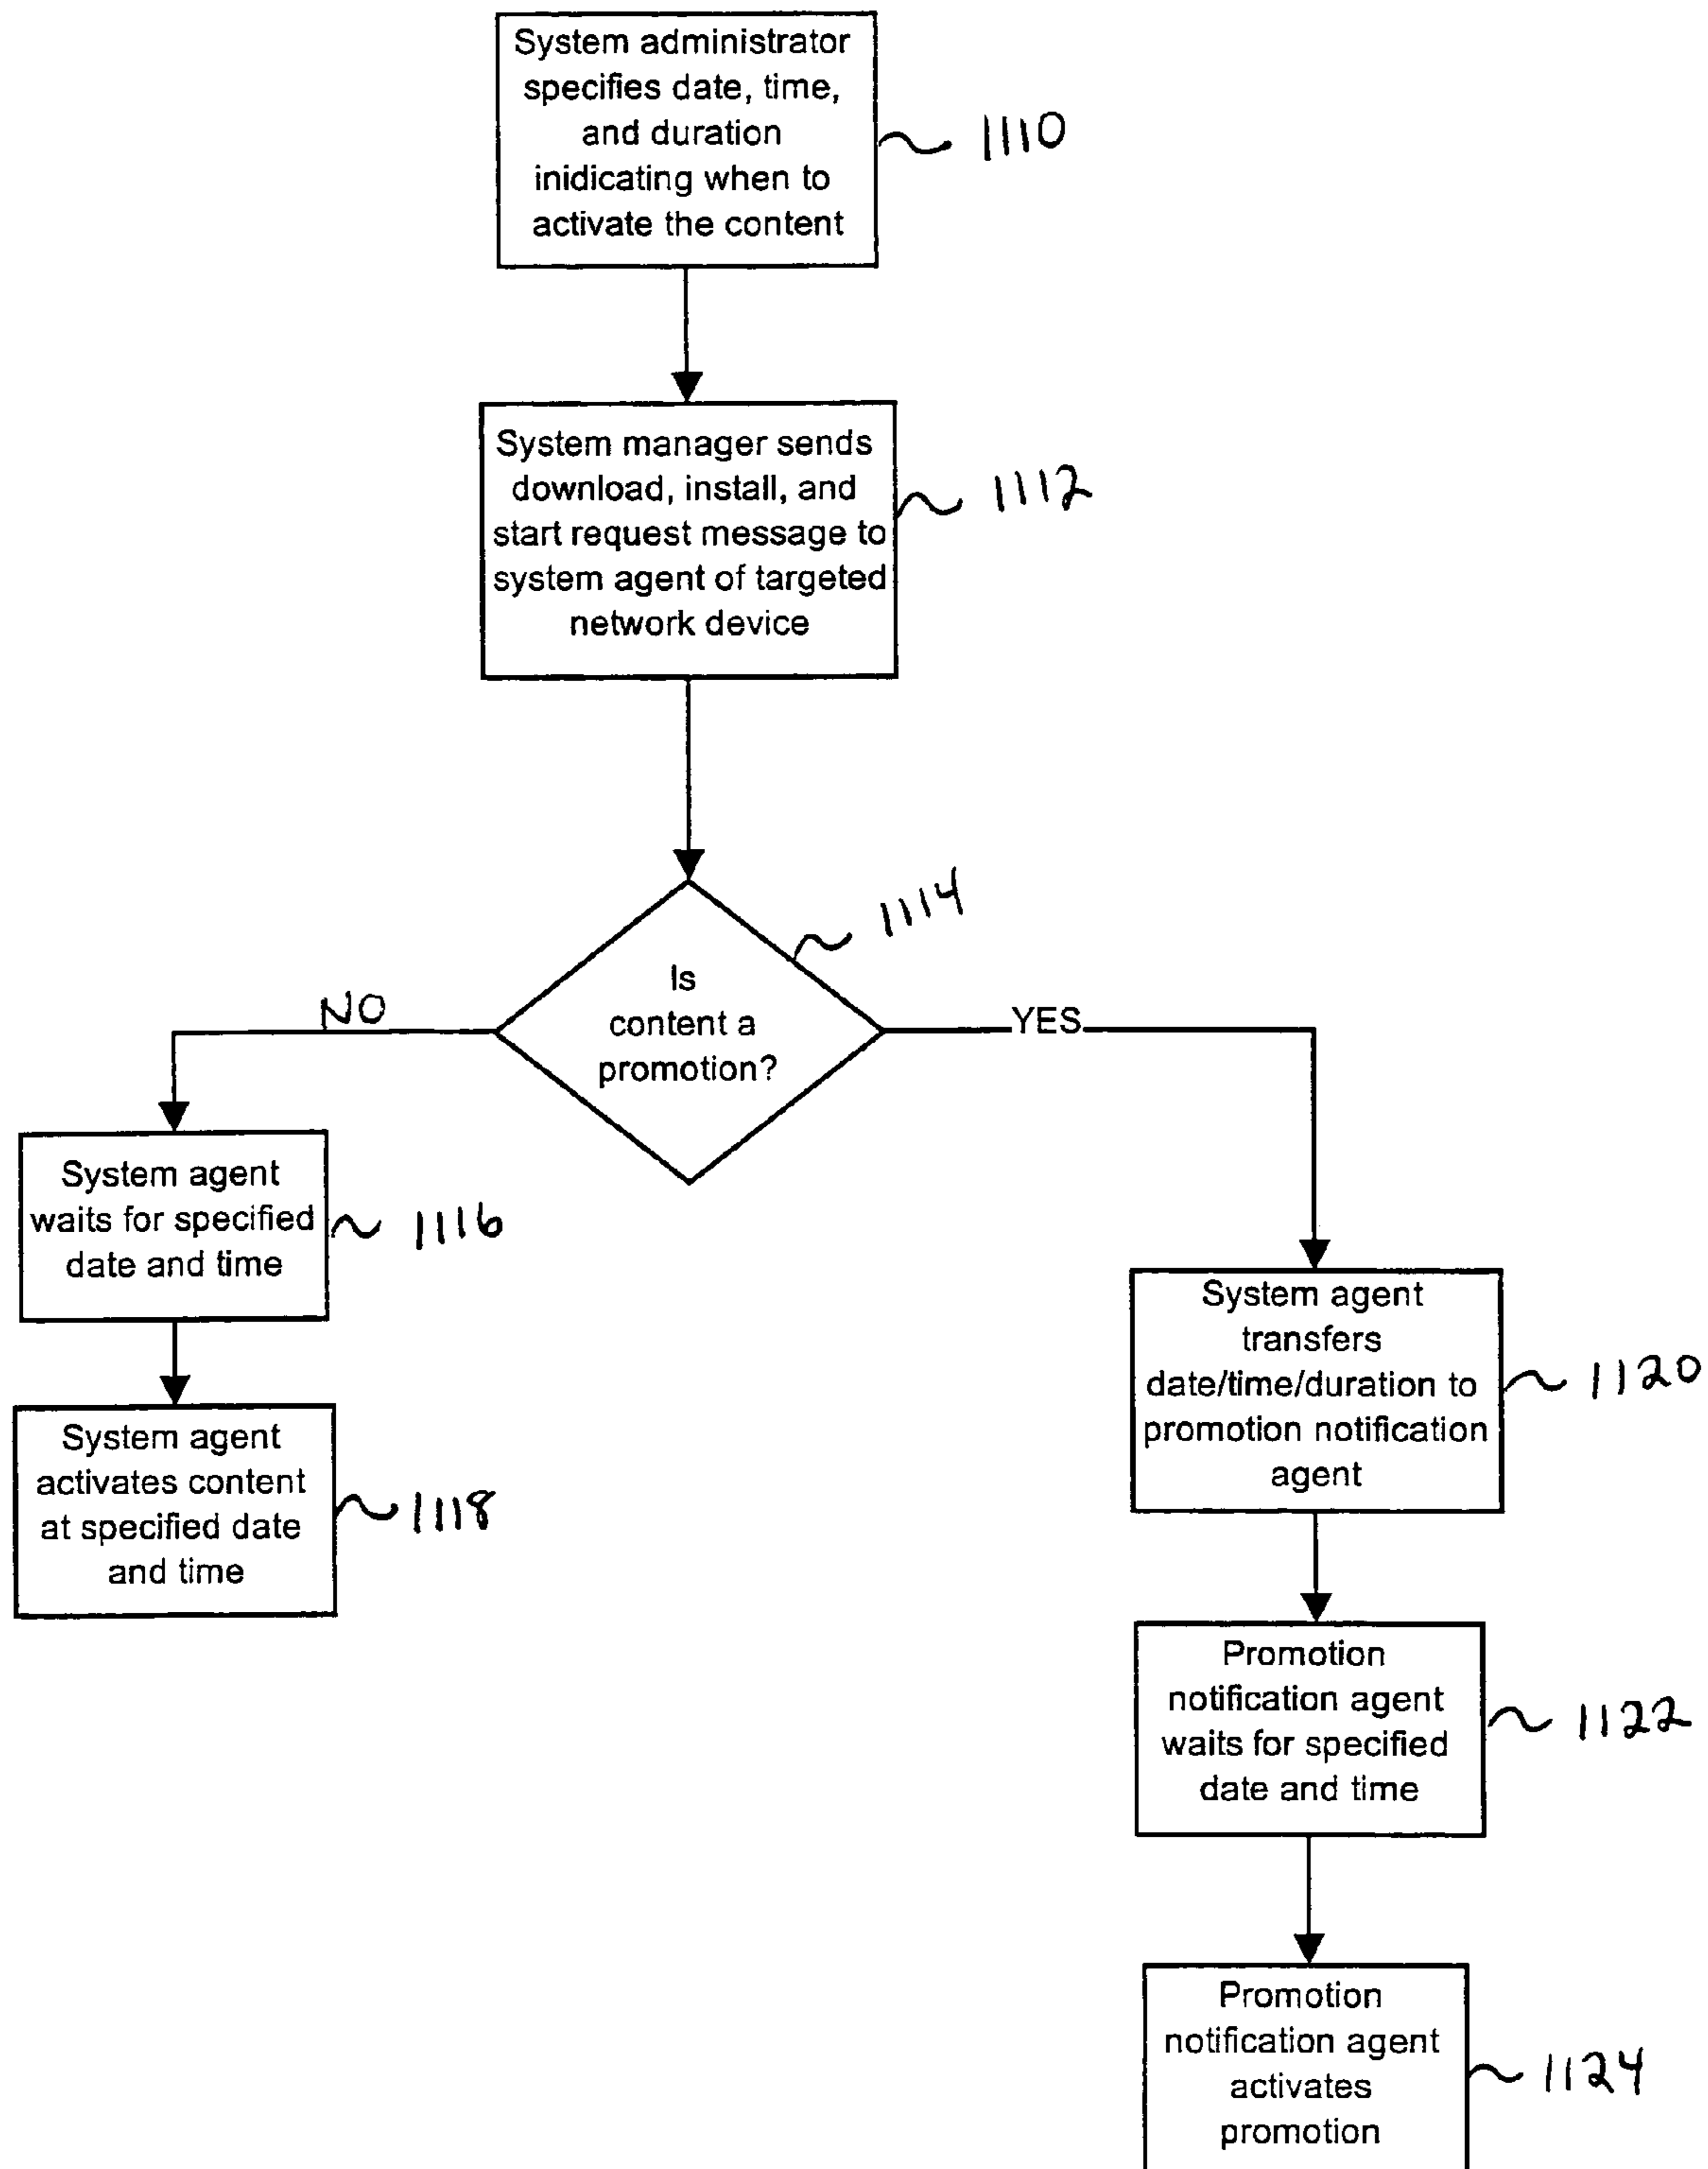 System administrator
specifies date, time,
and duration
inidicating when to
activate the content
1110
System manager sends
download, install, and
start request message to
system agent of targeted
network device
1112
Is
content a
promotion?
1114
NO
YES
System agent
waits for specified
date and time
1116
System agent
activates content
at specified date
and time
1118
System agent
transfers
date/time/duration to
promotion notification
agent
1120
Promotion
notification agent
waits for specified
date and time
1122
Promotion
notification agent
activates
promotion
1124